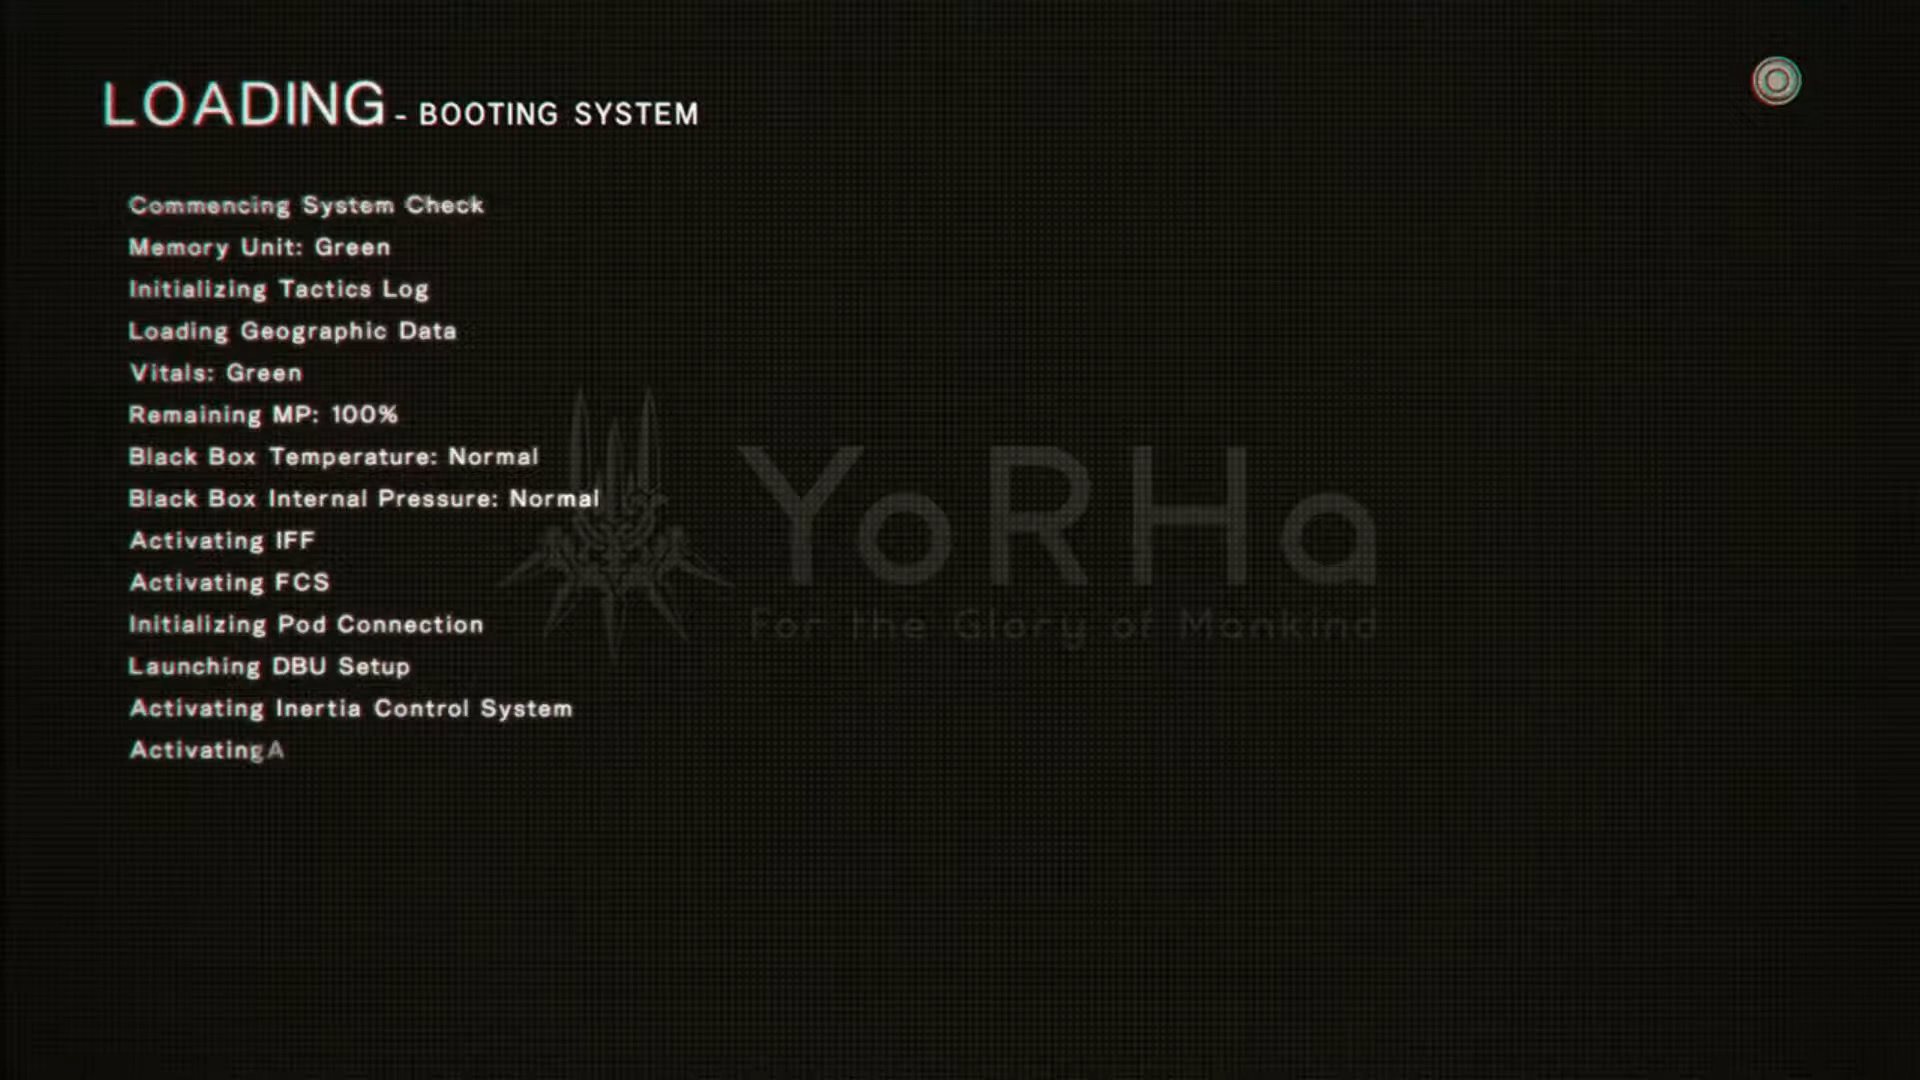 LOADING - BOOTING SYSTEM
Commencing System Check
Memory Unit: Green
Initializing Tactics Log
Loading Geographic Data
Vitals: Green
Remaining MP: 100%
Black Box Temperature: Normal
Black Box Internal Pressure: Normal
Activating IFF
Activating FCS
Initializing Pod Connection
Launching DBU Setup
Activating Inertia Control System
Activating A
YoRHa
For the Glory of Mankind